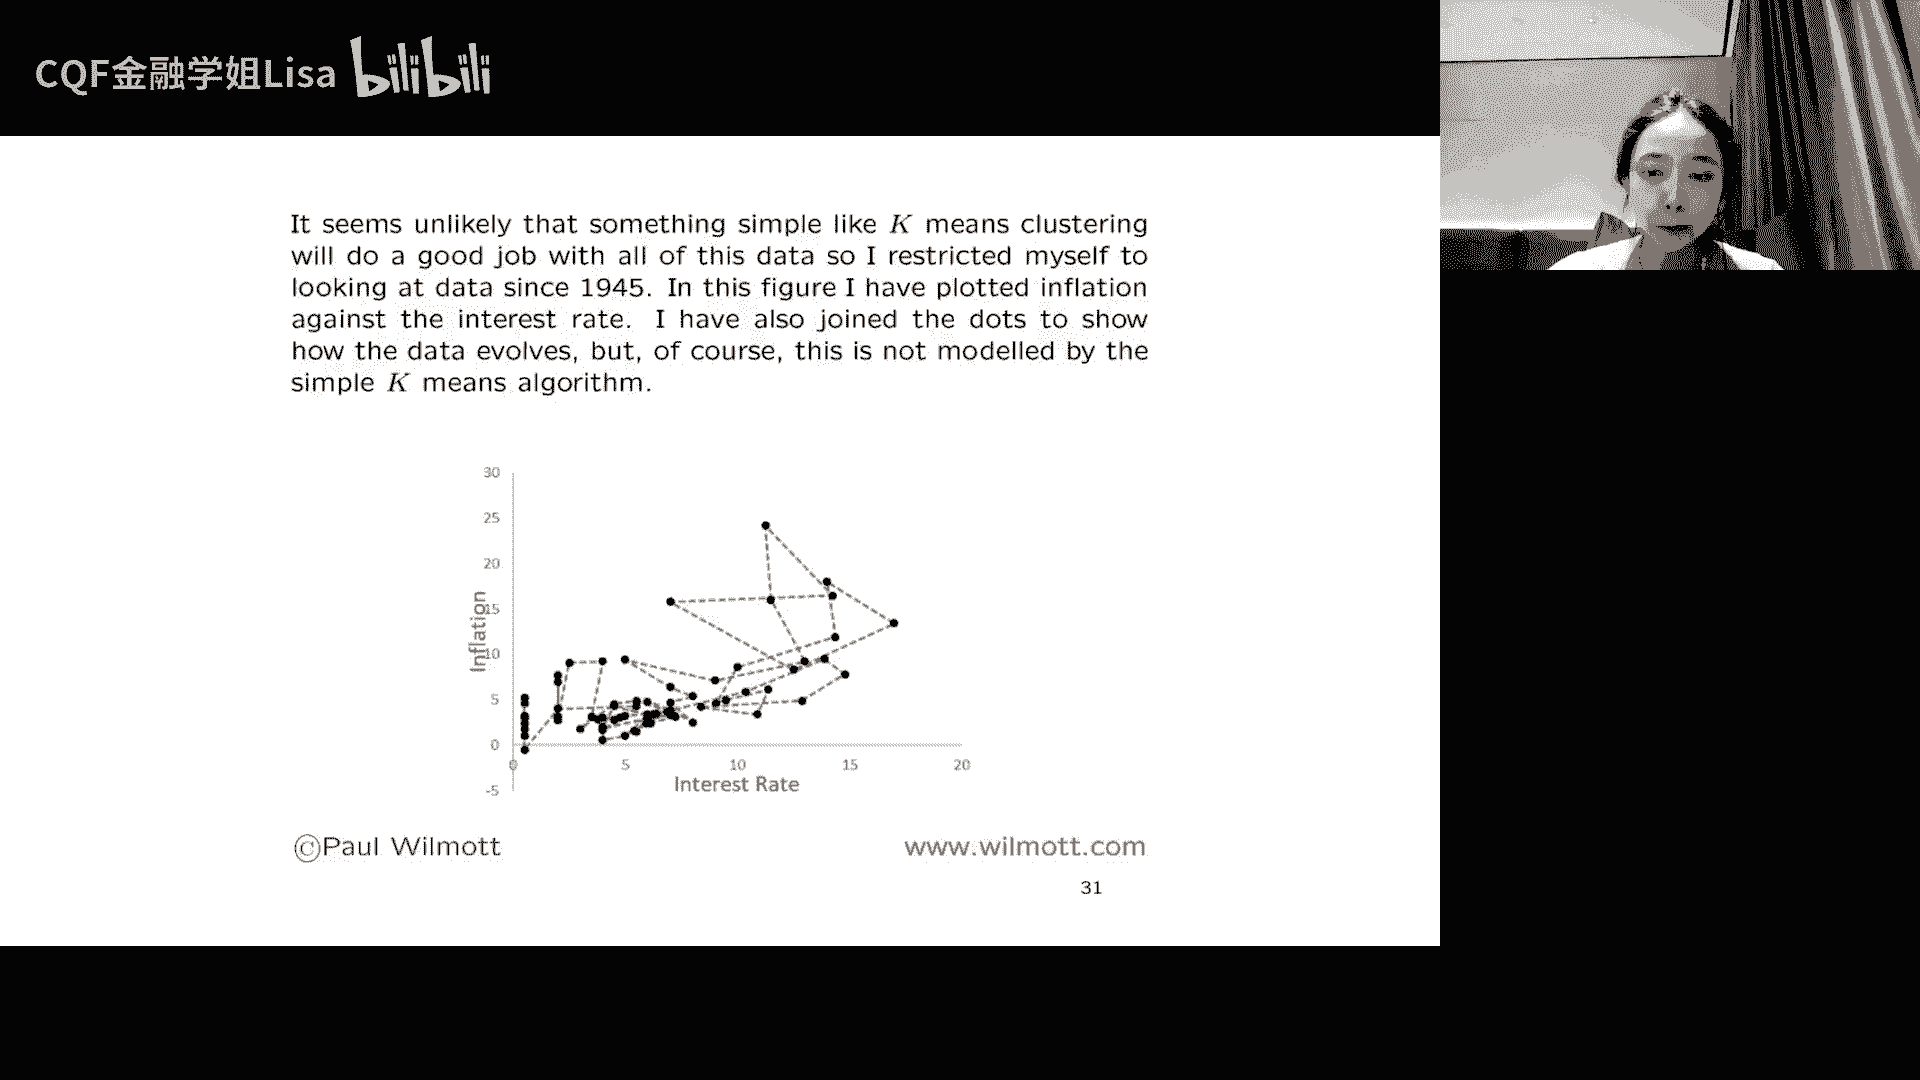 CQF金融学姐Lisa bilibili
It seems unlikely that something simple like K means clustering
will do a good job with all of this data so I restricted myself to
looking at data since 1945. In this figure I have plotted inflation
against the interest rate. I have also joined the dots to show
how the data evolves, but, of course, this is not modelled by the
simple K means algorithm.
30
25
20
15
10
5
0
-5
Inflation
0 5 10 15 20
Interest Rate
©Paul Wilmott www.wilmott.com
31